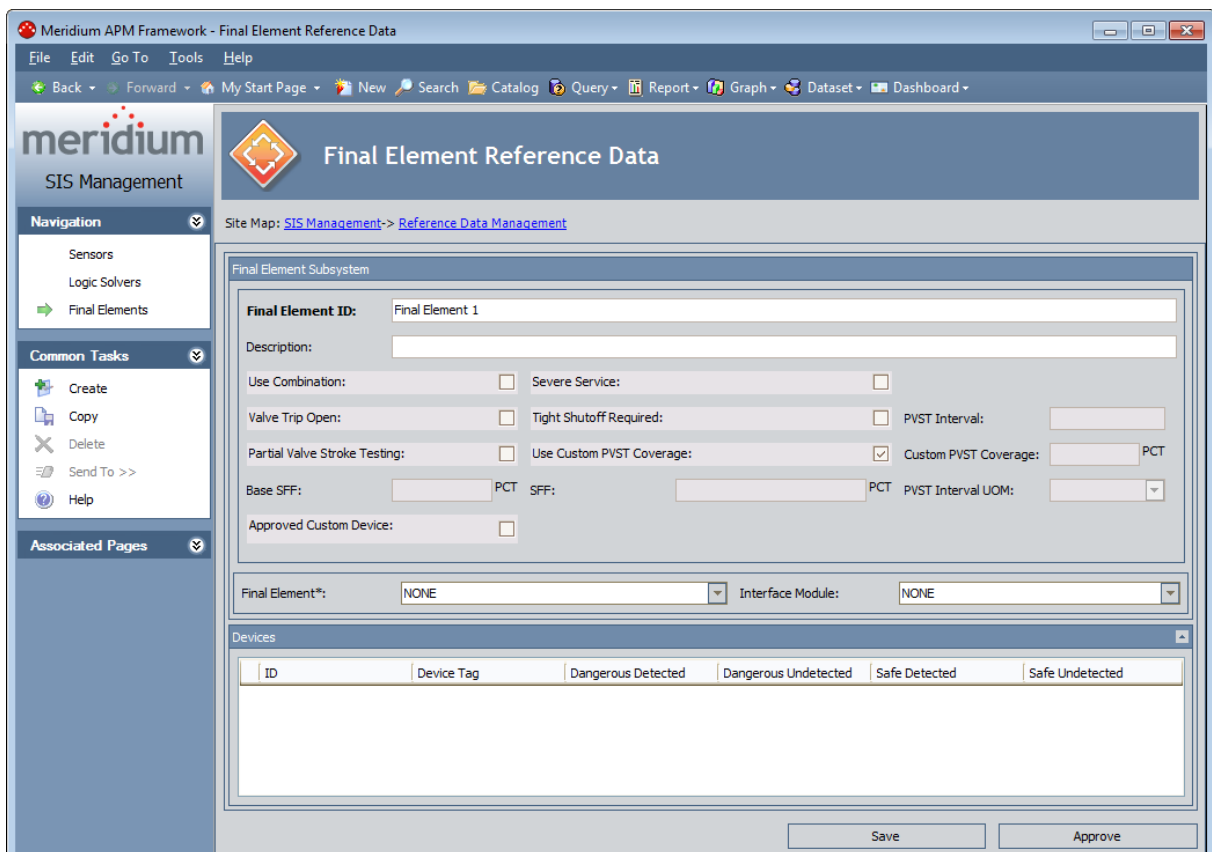 Meridium APM Framework - Final Element Reference Data
File Edit Go To Tools Help
Back Forward My Start Page New Search Catalog Query Report Graph Dataset Dashboard
meridium
SIS Management
Final Element Reference Data
Navigation
Sensors
Logic Solvers
Final Elements
Common Tasks
Create
Copy
Delete
Send To >>
Help
Associated Pages
Site Map: SIS Management-> Reference Data Management
Final Element Subsystem
Final Element ID: Final Element 1
Description:
Use Combination: Severe Service:
Valve Trip Open: Tight Shutoff Required: PVST Interval:
Partial Valve Stroke Testing: Use Custom PVST Coverage: Custom PVST Coverage: PCT
Base SFF: PCT SFF: PCT PVST Interval UOM:
Approved Custom Device:
Final Element*: NONE Interface Module: NONE
Devices
ID Device Tag Dangerous Detected Dangerous Undetected Safe Detected Safe Undetected
Save Approve